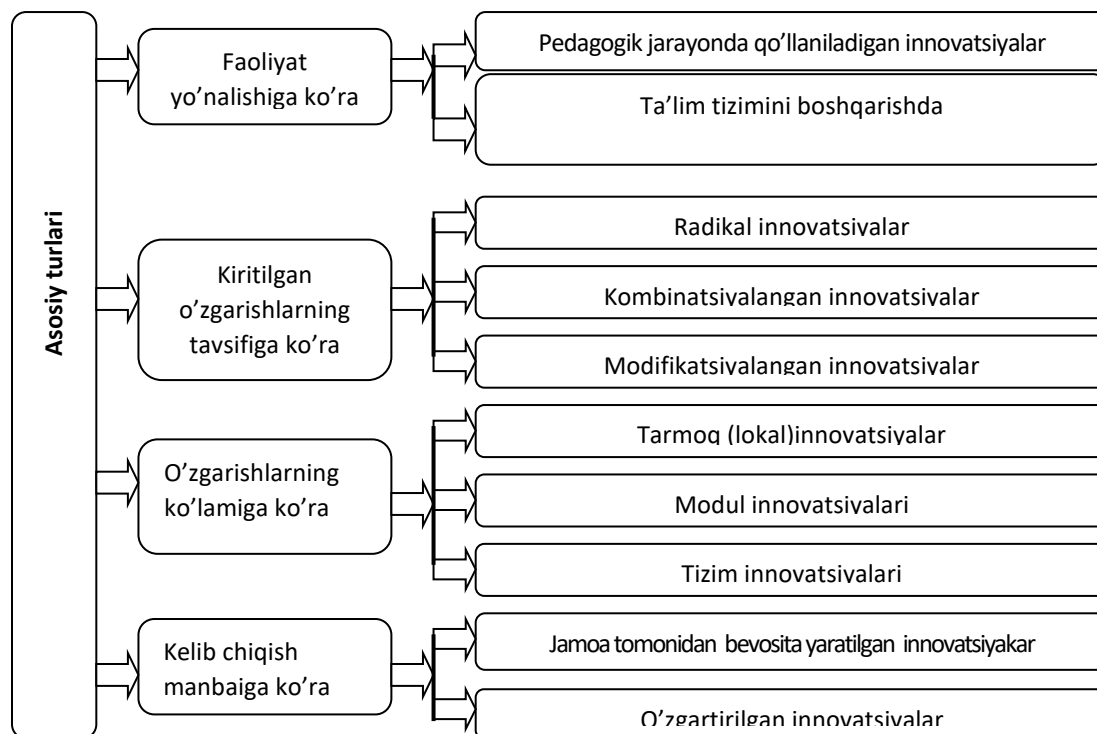 Asosiy turlari
Faoliyat
yo’nalishiga ko’ra
Pedagogik jarayonda qo’llaniladigan innovatsiyalar
Ta’lim tizimini boshqarishda
Kiritilgan
o’zgarishlarning
tavsifiga ko’ra
Radikal innovatsiyalar
Kombinatsiyalangan innovatsiyalar
Modifikatsiyalangan innovatsiyalar
O’zgarishlarning
ko’lamiga ko’ra
Tarmoq (lokal)innovatsiyalar
Modul innovatsiyalari
Tizim innovatsiyalari
Kelib chiqish
manbaiga ko’ra
Jamoa tomonidan bevosita yaratilgan innovatsiyakar
O’zgartirilgan innovatsiyalar